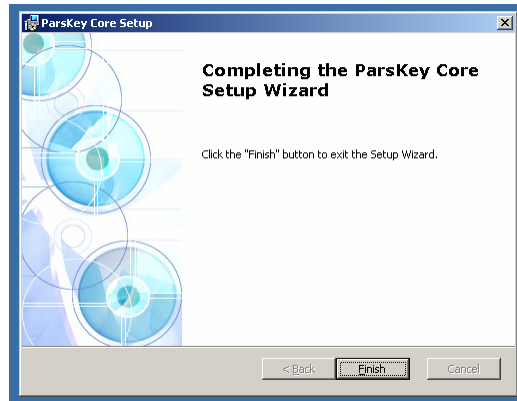 ParsKey Core Setup
Completing the ParsKey Core
Setup Wizard
Click the "Finish" button to exit the Setup Wizard.
< Back
Finish
Cancel